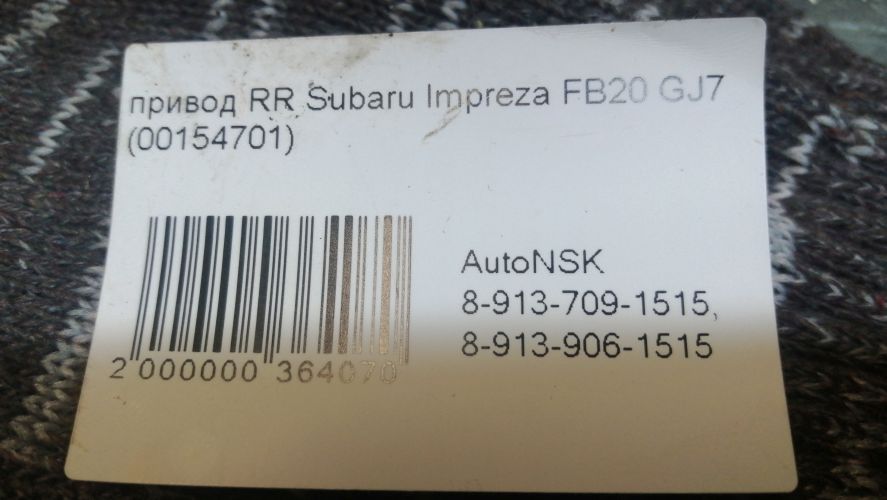 привод RR Subaru Impreza FB20 GJ7
(00154701)
AutoNSK
8-913-709-1515,
8-913-906-1515
2 000000 364070